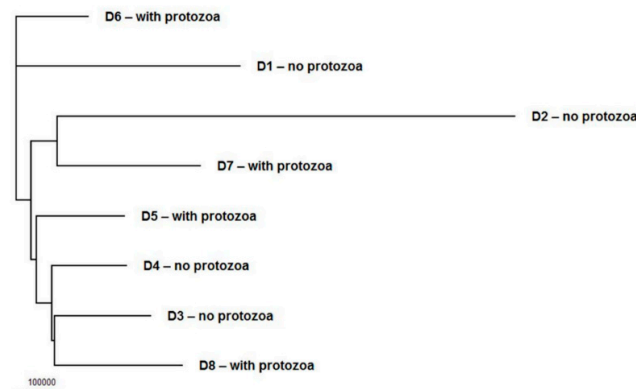 D6 – with protozoa
D1 – no protozoa
D2 – no protozoa
D7 – with protozoa
D5 – with protozoa
D4 – no protozoa
D3 – no protozoa
D8 – with protozoa
100000